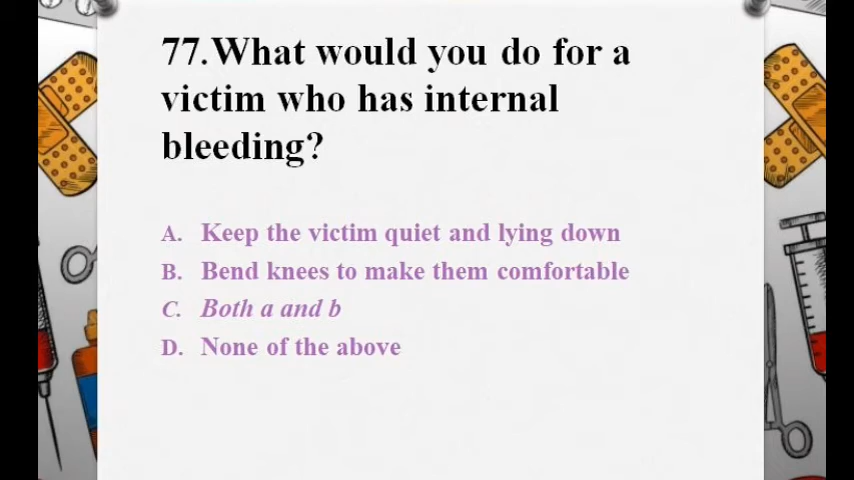 77.What would you do for a
victim who has internal
bleeding?
A. Keep the victim quiet and lying down
B. Bend knees to make them comfortable
C. Both a and b
D. None of the above